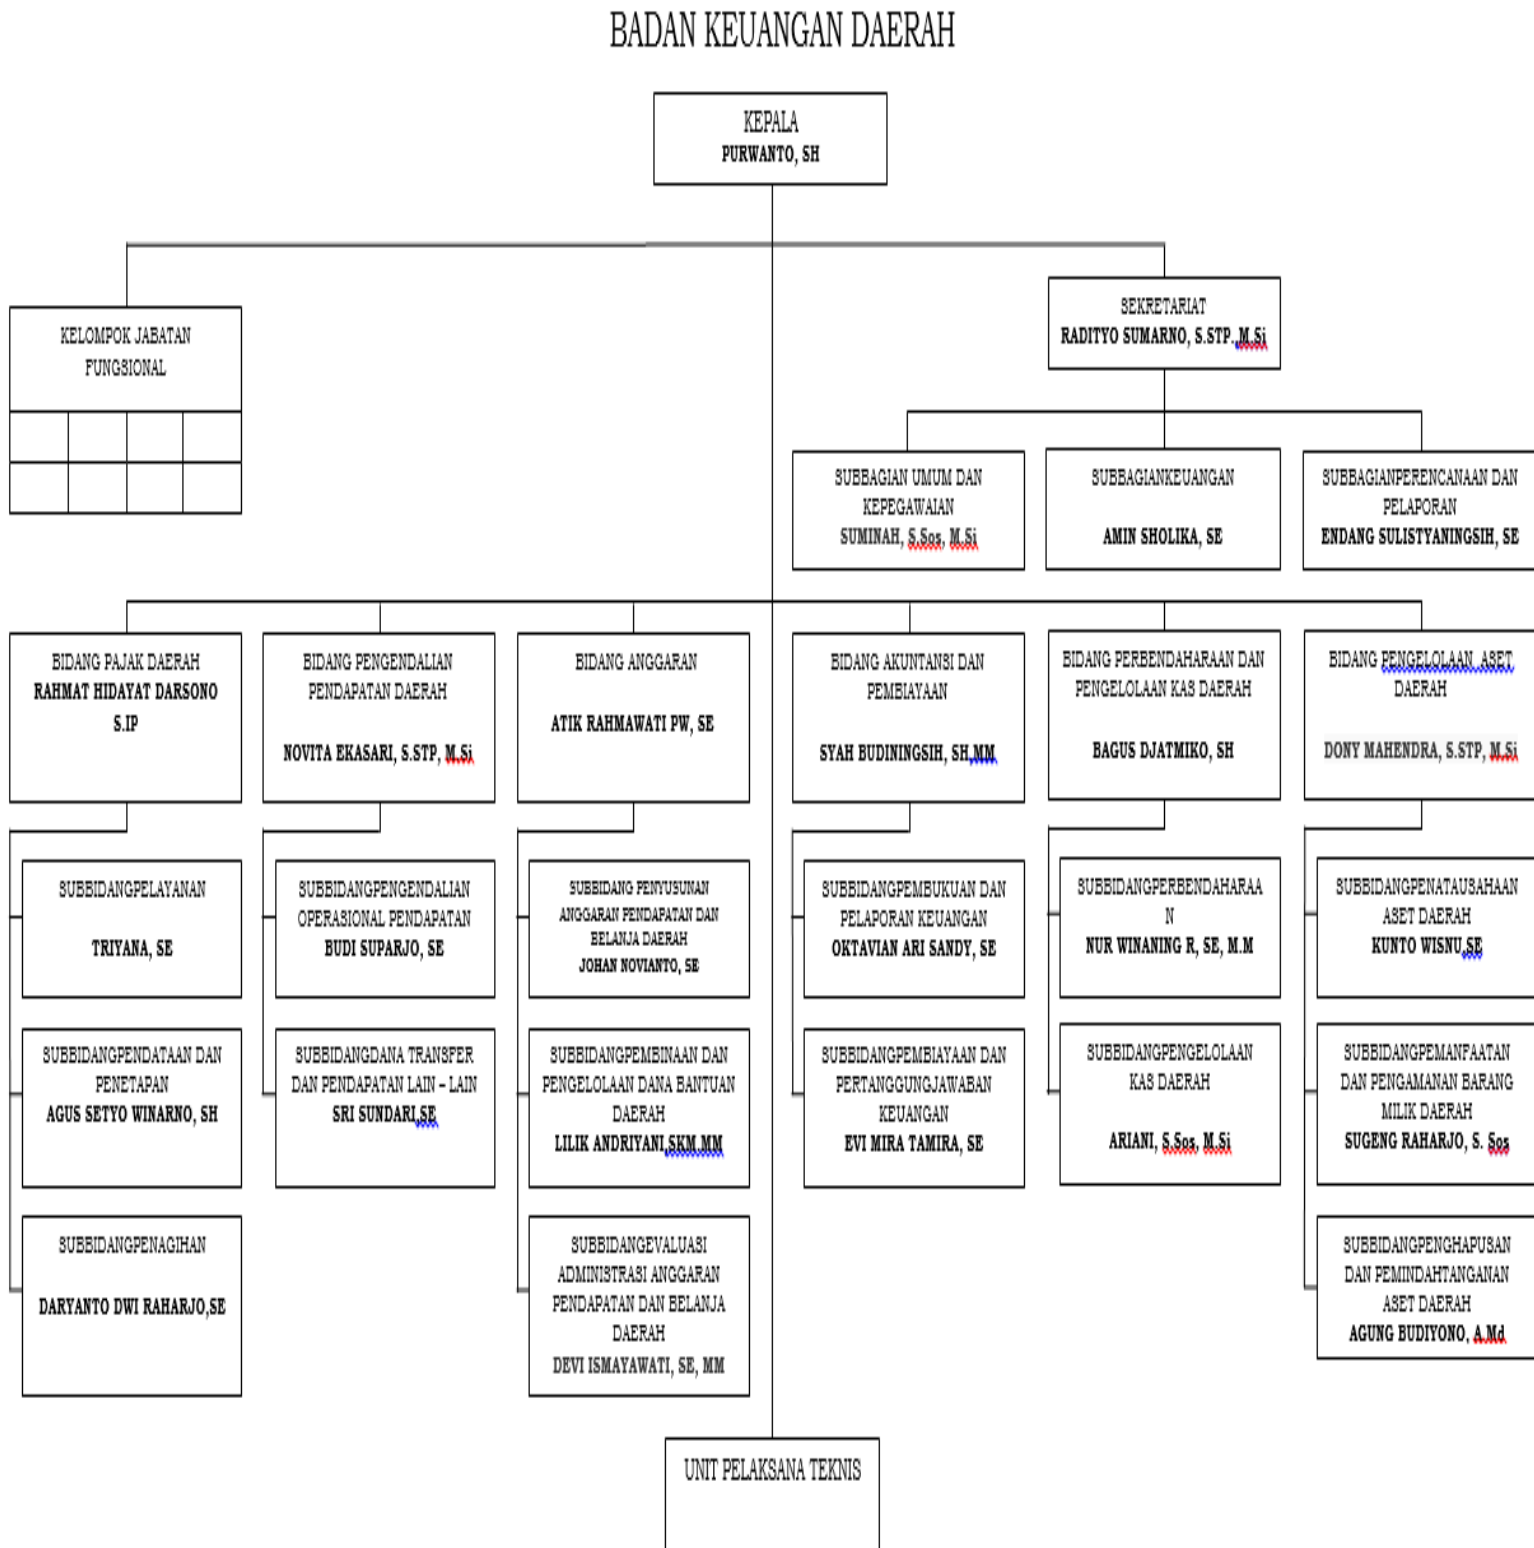 BADAN KEUANGAN DAERAH
KEPALA
PURWANTO, SH
KELOMPOK JABATAN
FUNGSIONAL
SEKRETARIAT
RADITYO SUMARNO, S.STP.,M.Si
SUBBAGIAN UMUM DAN
KEPEGAWAIAN
SUMINAH, S.Sos, M.Si
SUBBAGIANKEUANGAN
AMIN SHOLIKA, SE
SUBBAGIANPERENCANAAN DAN
PELAPORAN
ENDANG SULISTYANINGSIH, SE
BIDANG PAJAK DAERAH
RAHMAT HIDAYAT DARSONO
S.IP
BIDANG PENGENDALIAN
PENDAPATAN DAERAH
NOVITA EKASARI, S.STP, M.Si
BIDANG ANGGARAN
ATIK RAHMAWATI PW, SE
BIDANG AKUNTANSI DAN
PEMBIAYAAN
SYAH BUDININGSIH, SH,MM
BIDANG PERBENDAHARAAN DAN
PENGELOLAAN KAS DAERAH
BAGUS DJATMIKO, SH
BIDANG PENGELOLAAN ASET
DAERAH
DONY MAHENDRA, S.STP, M.Si
SUBBIDANGPELAYANAN
TRIYANA, SE
SUBBIDANGPENDATAAN DAN
PENETAPAN
AGUS SETYO WINARNO, SH
SUBBIDANGPENAGIHAN
DARYANTO DWI RAHARJO,SE
SUBBIDANGPENGENDALIAN
OPERASIONAL PENDAPATAN
BUDI SUPARJO, SE
SUBBIDANGDANA TRANSFER
DAN PENDAPATAN LAIN – LAIN
SRI SUNDARI,SE
SUBBIDANG PENYUSUNAN
ANGGARAN PENDAPATAN DAN
BELANJA DAERAH
JOHAN NOVIANTO, SE
SUBBIDANGPEMBINAAN DAN
PENGELOLAAN DANA BANTUAN
DAERAH
LILIK ANDRIYANI,SKM,MM
SUBBIDANGEVALUASI
ADMINISTRASI ANGGARAN
PENDAPATAN DAN BELANJA
DAERAH
DEVI ISMAYAWATI, SE, MM
SUBBIDANGPEMBUKUAN DAN
PELAPORAN KEUANGAN
OKTAVIAN ARI SANDY, SE
SUBBIDANGPEMBIAYAAN DAN
PERTANGGUNGJAWABAN
KEUANGAN
EVI MIRA TAMIRA, SE
SUBBIDANGPERBENDAHARAA
N
NUR WINANING R, SE, M.M
SUBBIDANGPENGELOLAAN
KAS DAERAH
ARIANI, S.Sos, M.Si
SUBBIDANGPENATAUSAHAAN
ASET DAERAH
KUNTO WISNU,SE
SUBBIDANGPEMANFAATAN
DAN PENGAMANAN BARANG
MILIK DAERAH
SUGENG RAHARJO, S. Sos
SUBBIDANGPENGHAPUSAN
DAN PEMINDAHTANGANAN
ASET DAERAH
AGUNG BUDIYONO, A.Md
UNIT PELAKSANA TEKNIS